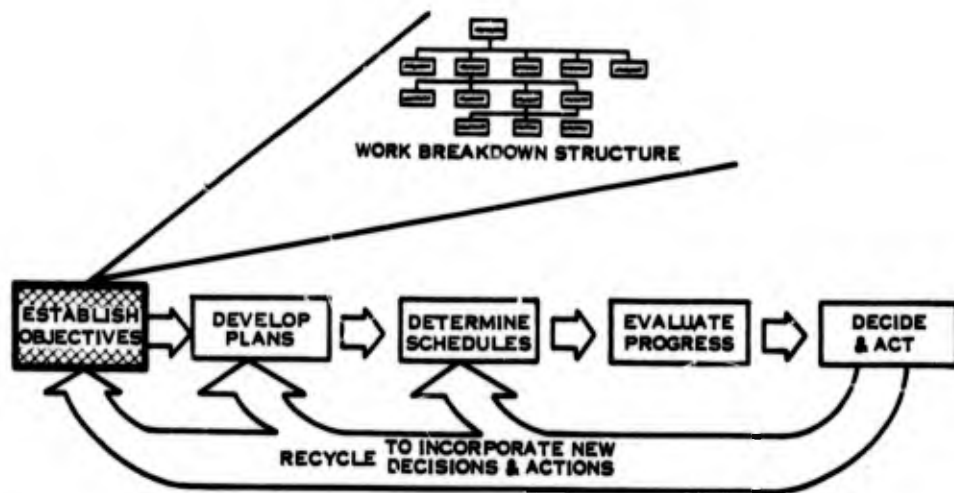 WORK BREAKDOWN STRUCTURE
ESTABLISH
OBJECTIVES
DEVELOP
PLANS
DETERMINE
SCHEDULES
EVALUATE
PROGRESS
DECIDE
& ACT
RECYCLE TO INCORPORATE NEW
DECISIONS & ACTIONS